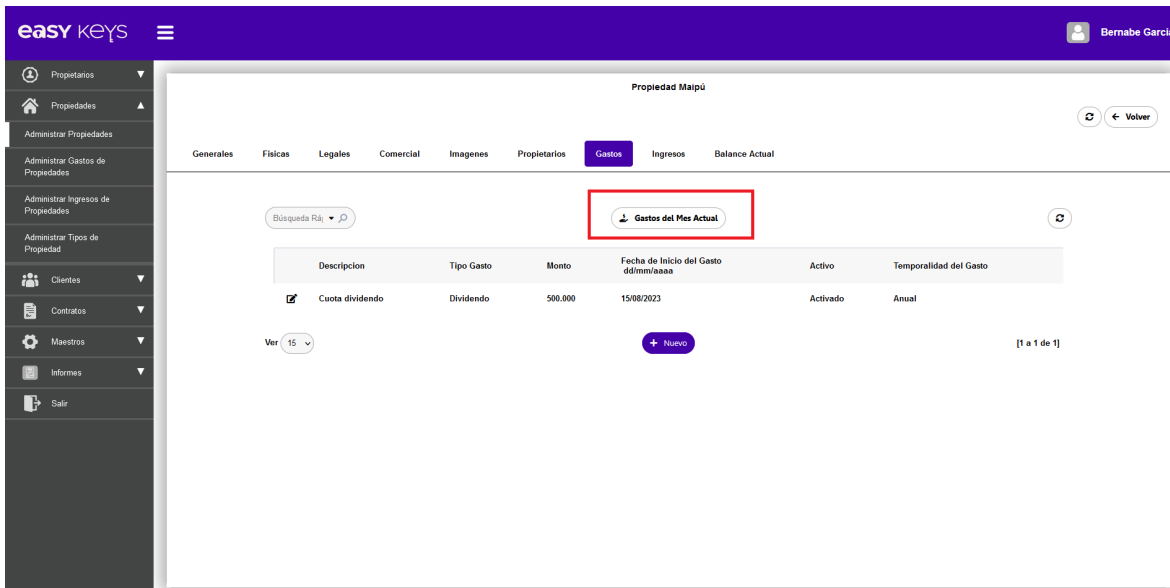 easy keys
Bernabe Garcia
Propietarios
Propiedades
Administrar Propiedades
Administrar Gastos de
Propiedades
Administrar Ingresos de
Propiedades
Administrar Tipos de
Propiedad
Clientes
Contratos
Maestros
Informes
Salir
Propiedad Maipú
Volver
Generales Fisicas Legales Comercial Imagenes Propietarios Gastos Ingresos Balance Actual
Búsqueda Ráp
Gastos del Mes Actual
Descripcion Tipo Gasto Monto Fecha de Inicio del Gasto Activo Temporalidad del Gasto
dd/mm/aaaa
Cuota dividendo Dividendo 500.000 15/08/2023 Activado Anual
Ver 15 + Nuevo [1 a 1 de 1]